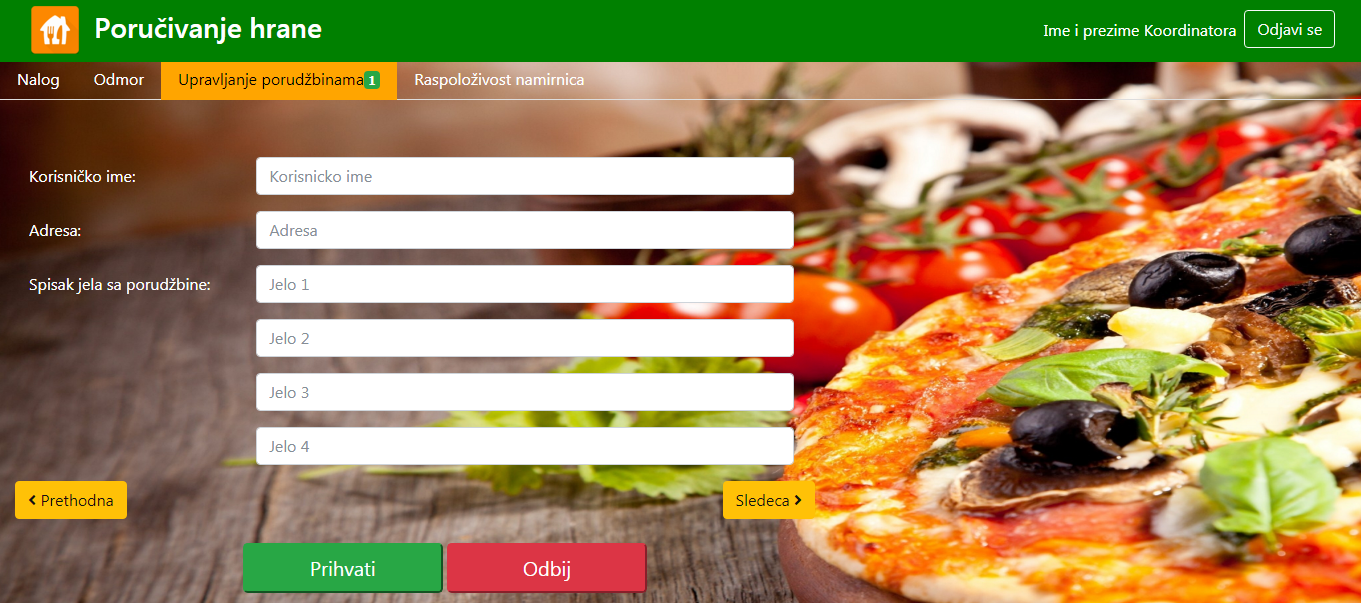 Poručivanje hrane
Ime i prezime Koordinatora Odjavi se
Nalog Odmor Upravljanje porudžbinama 1 Raspoloživost namirnica
Korisničko ime: Korisnicko ime
Adresa: Adresa
Spisak jela sa porudžbine: Jelo 1
Jelo 2
Jelo 3
Jelo 4
Prethodna Sledeca
Prihvati Odbij